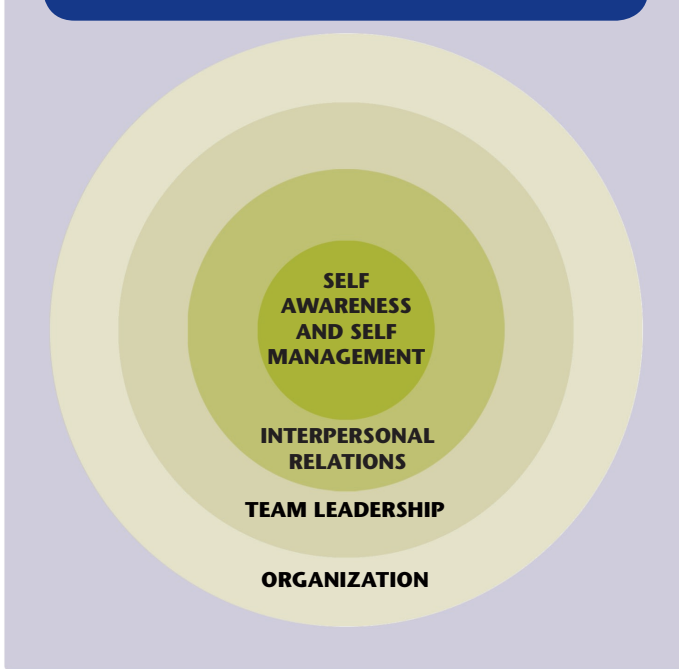 SELF
AWARENESS
AND SELF
MANAGEMENT
INTERPERSONAL
RELATIONS
TEAM LEADERSHIP
ORGANIZATION